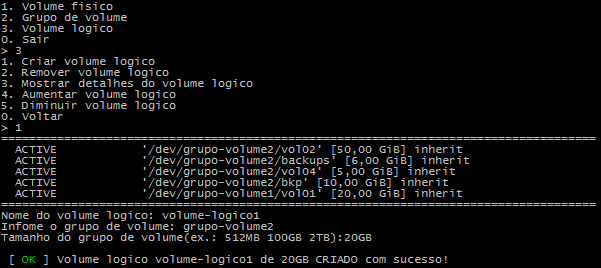 1. Volume fisico
2. Grupo de volume
3. Volume logico
0. Sair
> 3
1. Criar volume logico
2. Remover volume logico
3. Mostrar detalhes do volume logico
4. Aumentar volume logico
5. Diminuir volume logico
0. Voltar
> 1
=====================================================================================
ACTIVE '/dev/grupo-volume2/vol02' [50,00 GiB] inherit
ACTIVE '/dev/grupo-volume2/backups' [6,00 GiB] inherit
ACTIVE '/dev/grupo-volume2/vol04' [5,00 GiB] inherit
ACTIVE '/dev/grupo-volume2/bkp' [10,00 GiB] inherit
ACTIVE '/dev/grupo-volume1/vol01' [20,00 GiB] inherit
=====================================================================================
Nome do volume logico: volume-logico1
Infome o grupo de volume: grupo-volume2
Tamanho do grupo de volume(ex.: 512MB 100GB 2TB):20GB
[ OK ] Volume logico volume-logico1 de 20GB CRIADO com sucesso!